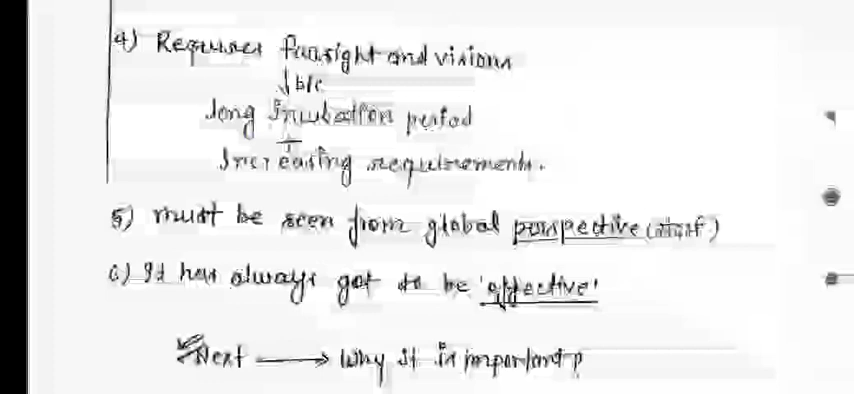 4) Requires farsight and visions
↓ b/c
long Incubation period
+
Increasing requirements.
5) must be seen from global perspective
6) It has always got to be 'effective'
Next → Why it is important?